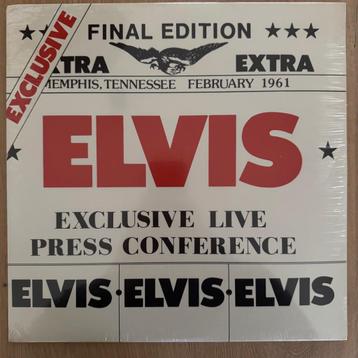 EXCLUSIVE
★★★ FINAL EDITION ★★★
EXTRA EXTRA
MEMPHIS, TENNESSEE FEBRUARY 1961
ELVIS
EXCLUSIVE LIVE
PRESS CONFERENCE
ELVIS·ELVIS·ELVIS